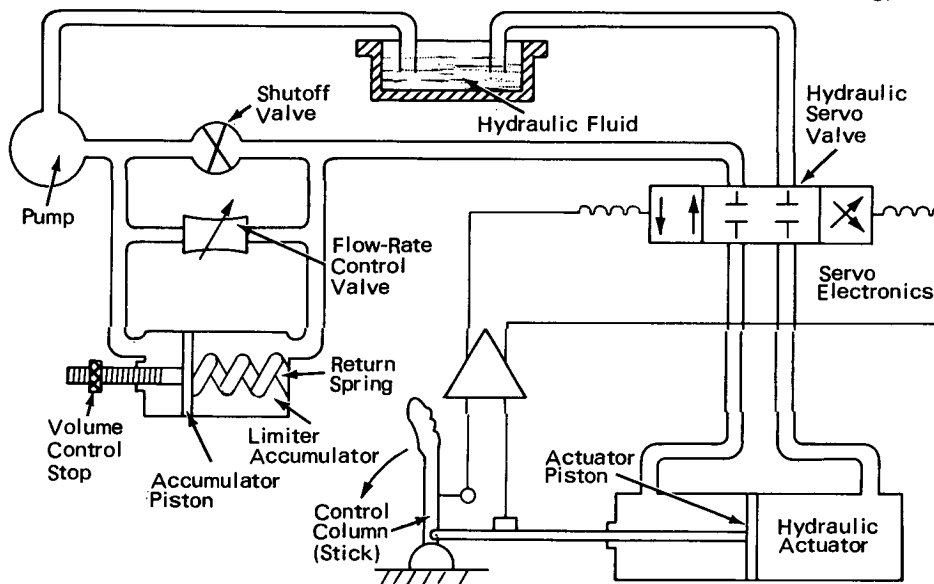 Shutoff
Valve
Hydraulic Fluid
Hydraulic
Servo
Valve
Pump
Flow-Rate
Control
Valve
Servo
Electronics
Return
Spring
Volume
Control
Stop
Limiter
Accumulator
Accumulator
Piston
Control
Column
(Stick)
Actuator
Piston
Hydraulic
Actuator